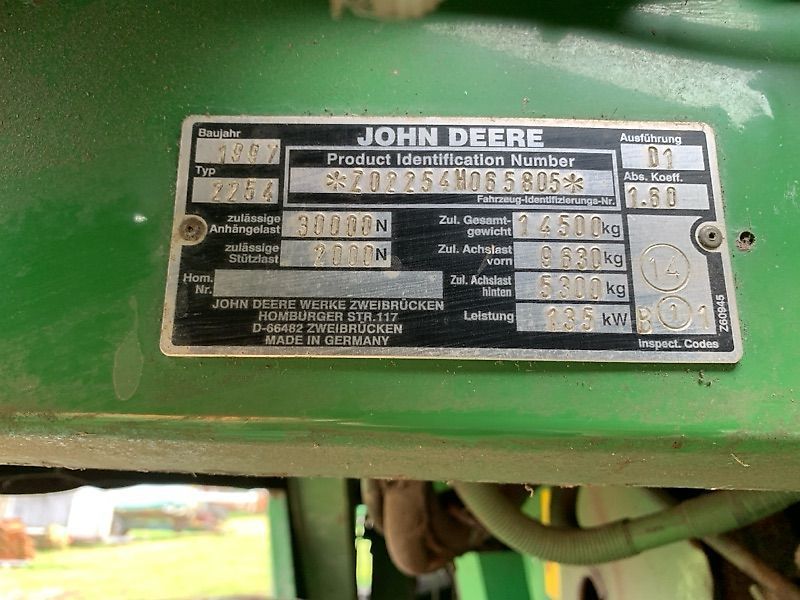 JOHN DEERE
Baujahr
1997
Typ
2254
Product Identification Number
*Z02254H065805*
Fahrzeug-Identifizierungs-Nr.
Ausführung
01
Abs. Koeff.
1.60
zulässige
Anhängelast
30000 N
zulässige
Stützlast
2000 N
Hom.
Nr.
Zul. Gesamt-
gewicht
14500 kg
Zul. Achslast
vorn
9630 kg
Zul. Achslast
hinten
5300 kg
Leistung
135 kW
JOHN DEERE WERKE ZWEIBRÜCKEN
HOMBURGER STR.117
D-66482 ZWEIBRÜCKEN
MADE IN GERMANY
14
B 1
Inspect. Codes
Z60945